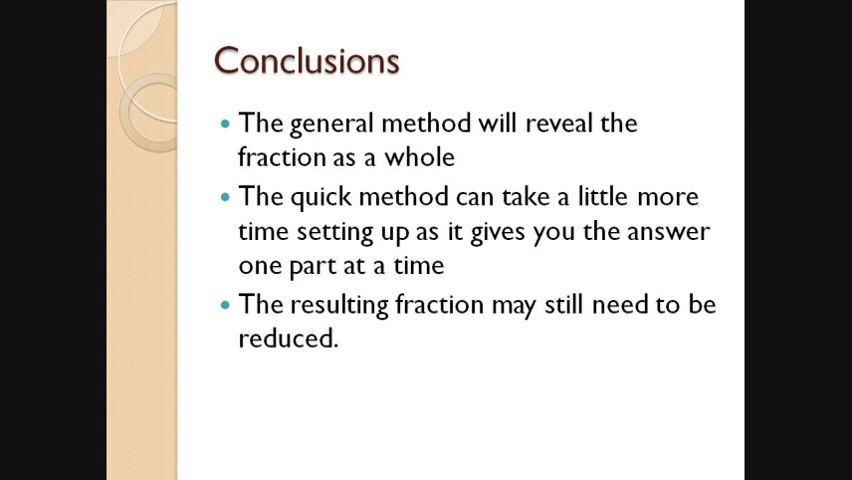 Conclusions
• The general method will reveal the
fraction as a whole
• The quick method can take a little more
time setting up as it gives you the answer
one part at a time
• The resulting fraction may still need to be
reduced.